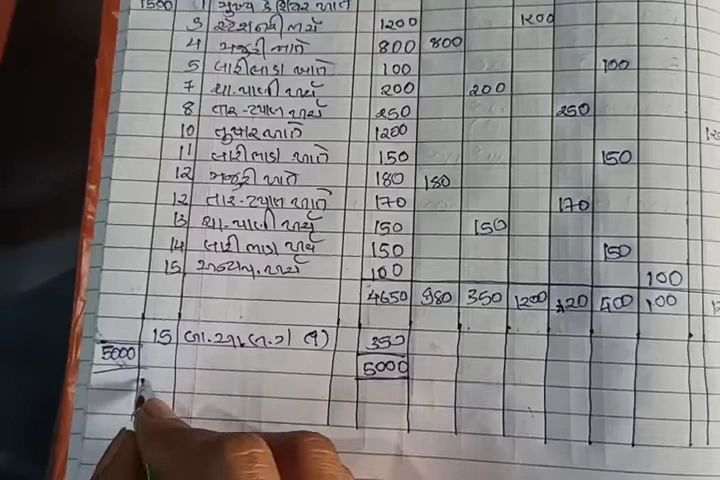 1500 1
3 સ્ટેશનરી ખર્ચ 1200 1200
4 મજૂરી ખાતે 800 800
5 લારીભાડા ખાતે 100 100
7 ચા-પાણી ખર્ચ 200 200
8 તાર-ટપાલ ખર્ચ 250 250
10 તુષાર ખાતે 1200
11 લારીભાડા ખાતે 150 150
12 મજૂરી ખાતે 180 180
12 તાર-ટપાલ ખાતે 170 170
13 ચા-પાણી ખર્ચ 150 150
14 લારીભાડા ખર્ચ 150 150
15 પરચુરણ ખર્ચ 100 100
4650 980 350 1200 420 400 100
15 બા. આ. લ. ગયા 350
5000 5000